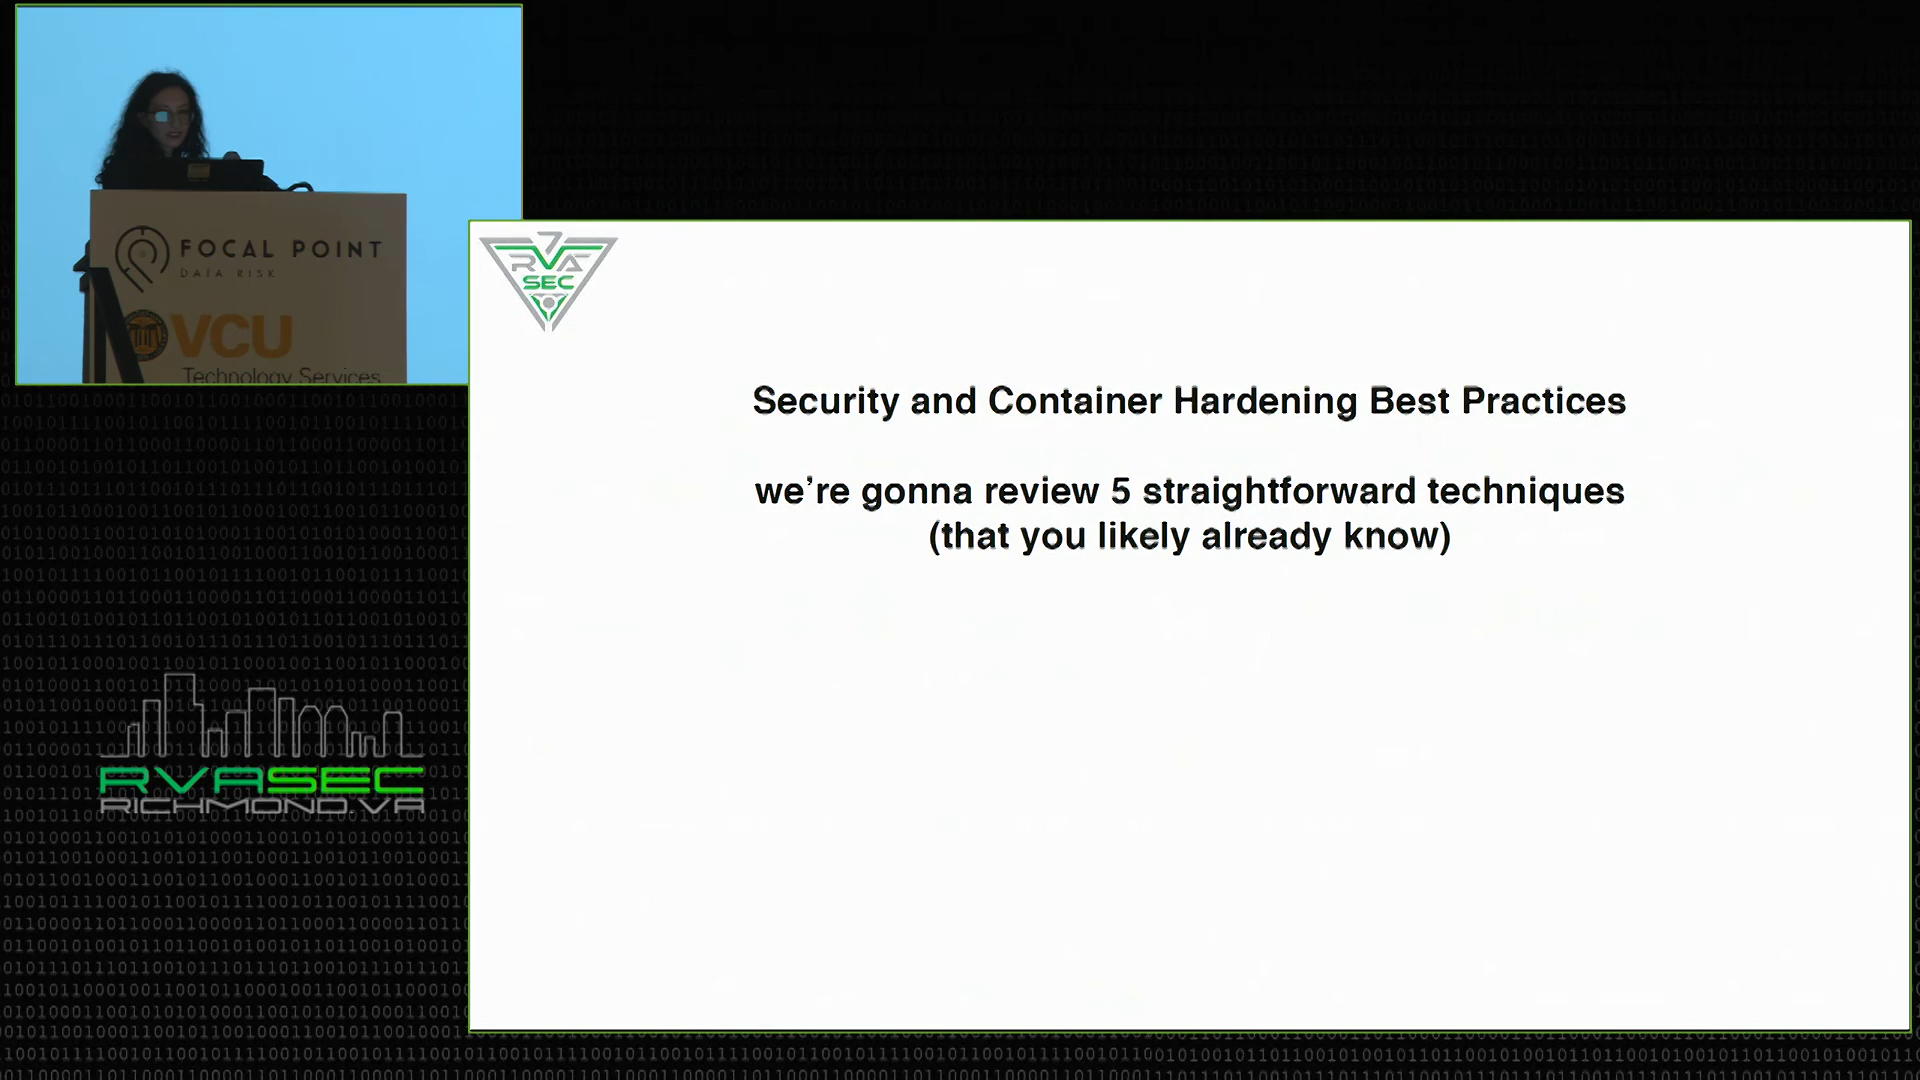 FOCAL POINT
DATA RISK
VCU
Technology Services
RVA
SEC
Security and Container Hardening Best Practices
we’re gonna review 5 straightforward techniques
(that you likely already know)
RVASEC
RICHMOND.VA